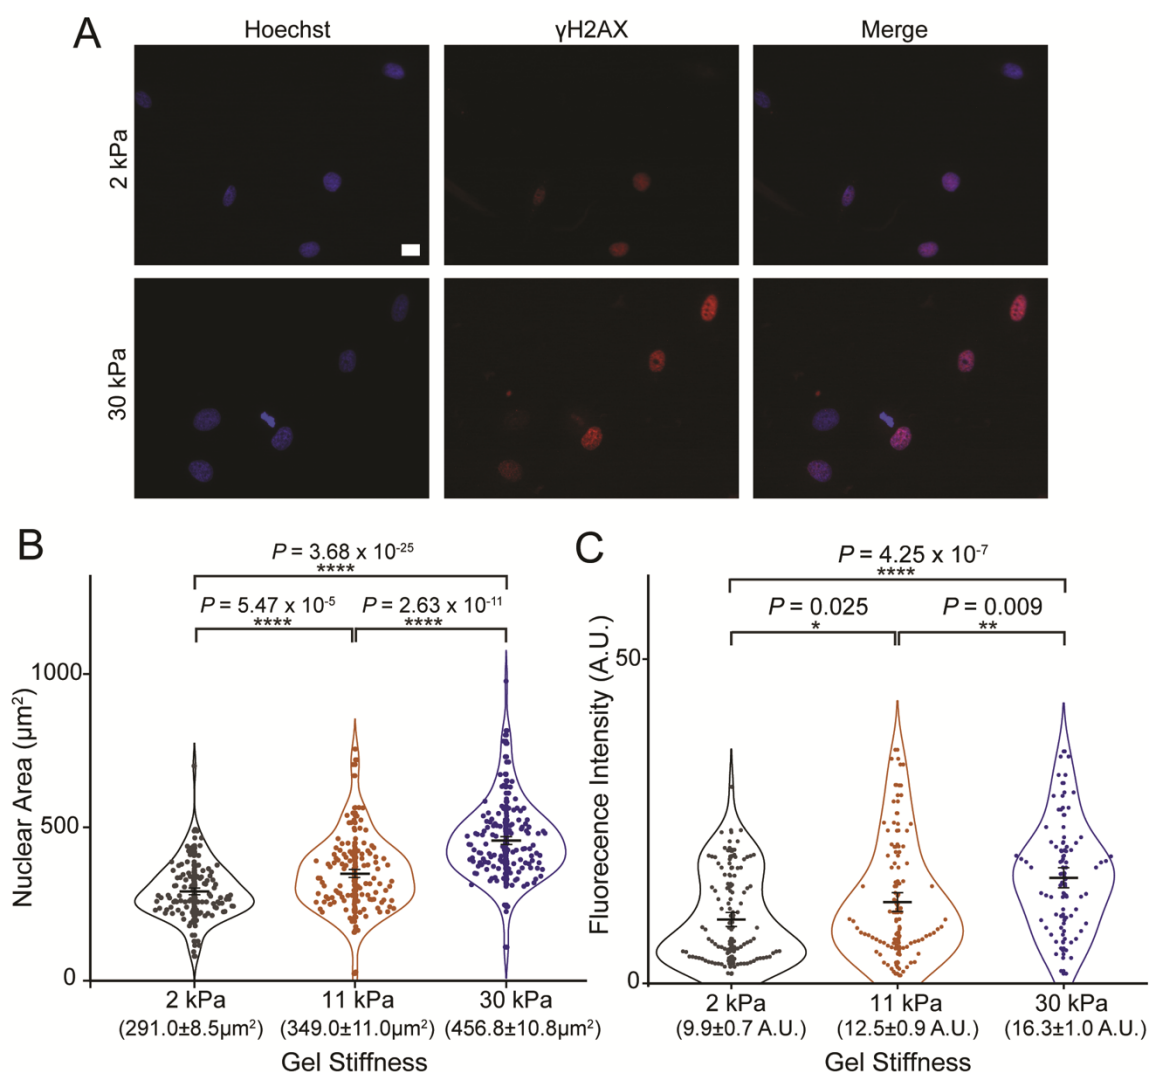 A
Hoechst γH2AX Merge
2 kPa
30 kPa
B
P = 3.68 x 10⁻²⁵
****
P = 5.47 x 10⁻⁵ P = 2.63 x 10⁻¹¹
**** ****
Nuclear Area (μm²)
1000
500
0
2 kPa 11 kPa 30 kPa
(291.0±8.5μm²) (349.0±11.0μm²) (456.8±10.8μm²)
Gel Stiffness
C
P = 4.25 x 10⁻⁷
****
P = 0.025 P = 0.009
* **
Fluorecence Intensity (A.U.)
50
0
2 kPa 11 kPa 30 kPa
(9.9±0.7 A.U.) (12.5±0.9 A.U.) (16.3±1.0 A.U.)
Gel Stiffness